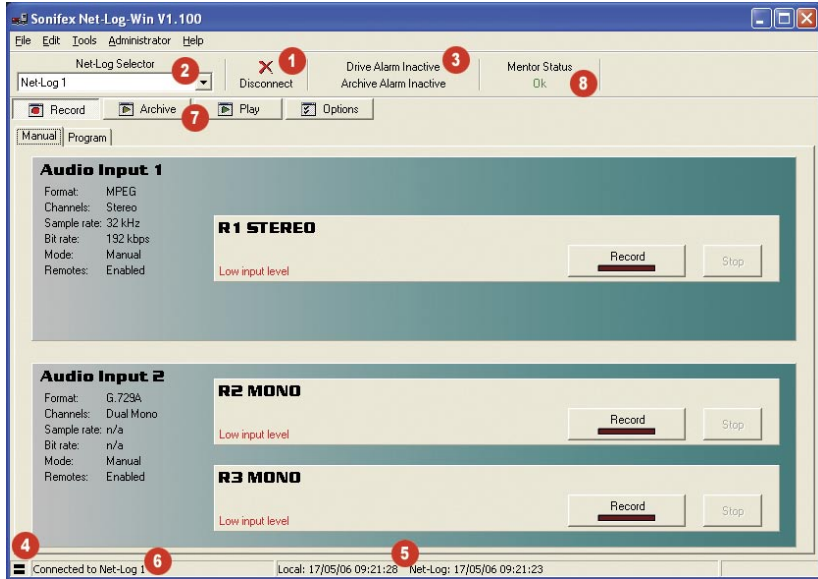 Sonifex Net-Log-Win V1.100
File Edit Tools Administrator Help
Net-Log Selector
Net-Log 1
2
Disconnect
1
Drive Alarm Inactive
Archive Alarm Inactive
3
Mentor Status
Ok
8
Record Archive Play Options
7
Manual Program
Audio Input 1
Format: MPEG
Channels: Stereo
Sample rate: 32 kHz
Bit rate: 192 kbps
Mode: Manual
Remotes: Enabled
R1 STEREO
Low input level
Record Stop
Audio Input 2
Format: G.729A
Channels: Dual Mono
Sample rate: n/a
Bit rate: n/a
Mode: Manual
Remotes: Enabled
R2 MONO
Low input level
Record Stop
R3 MONO
Low input level
Record Stop
4
Connected to Net-Log 1
6
5
Local: 17/05/06 09:21:28 Net-Log: 17/05/06 09:21:23